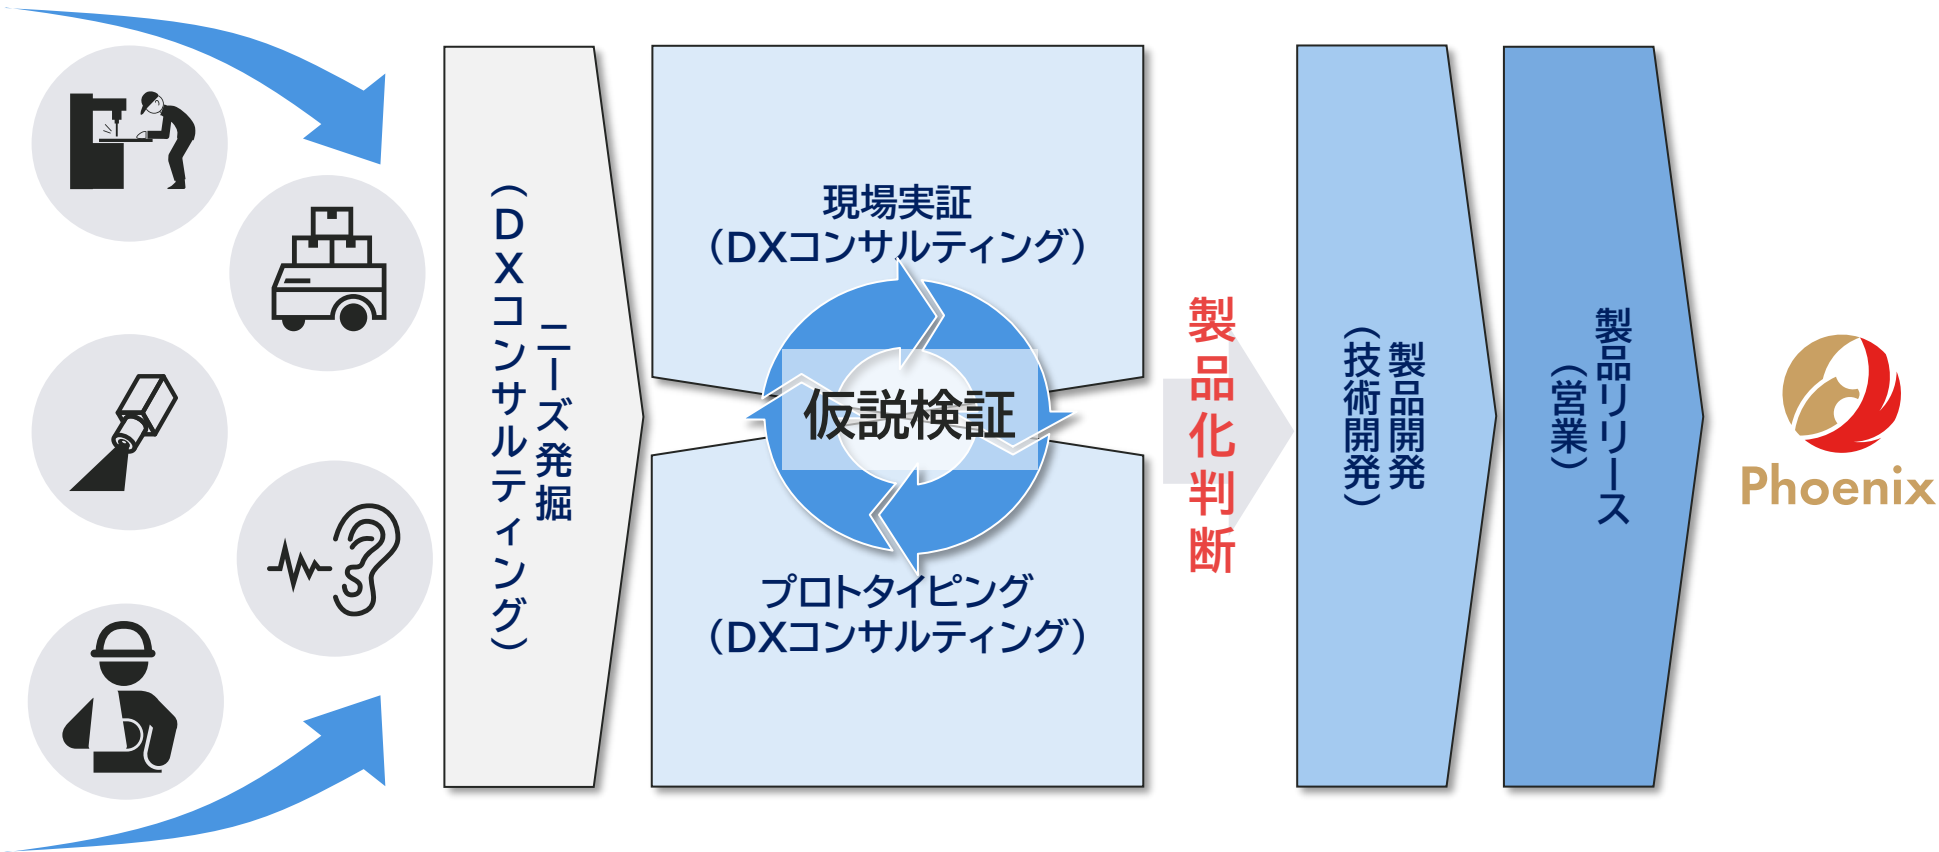 ニーズ発掘
（DXコンサルティング）
現場実証
（DXコンサルティング）
仮説検証
プロトタイピング
（DXコンサルティング）
製品化判断
製品開発
（技術開発）
製品リリース
（営業）
Phoenix